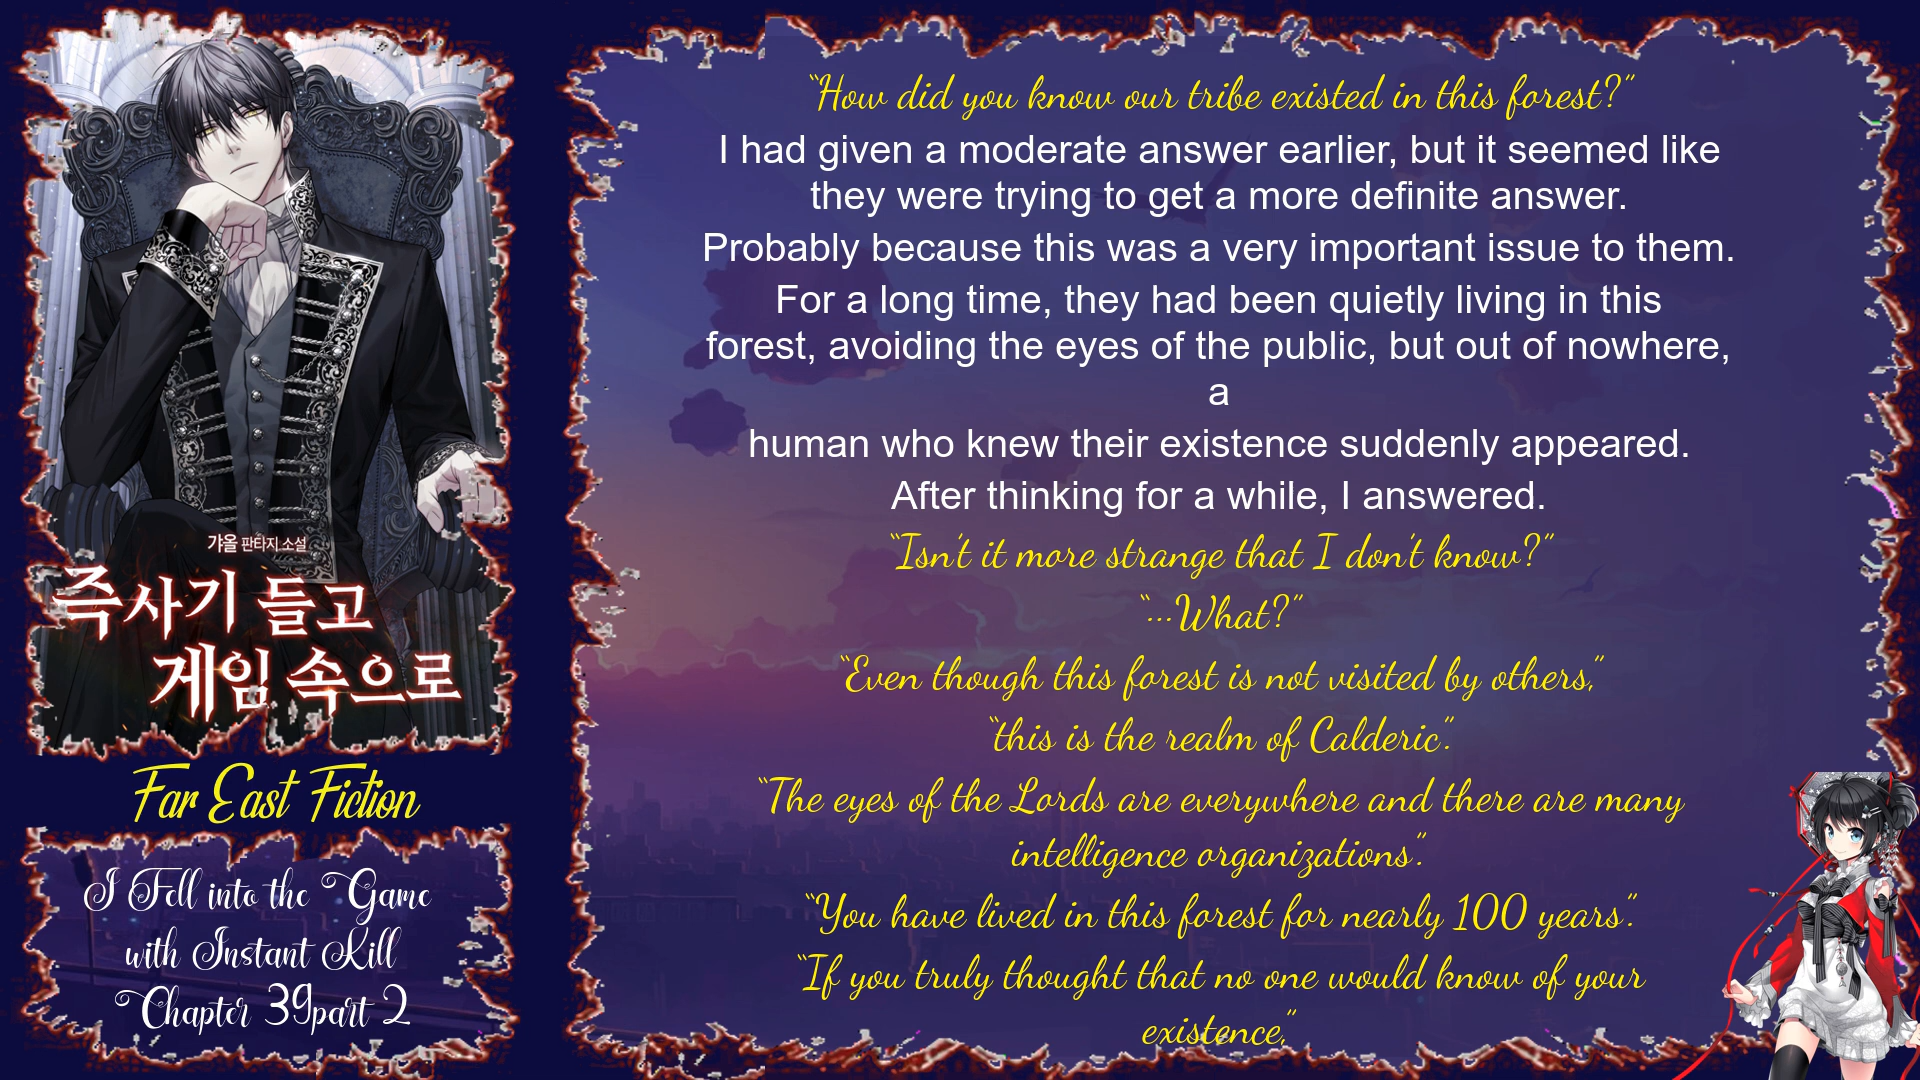 갸올 판타지 소설
즉사기 들고
게임 속으로
Far East Fiction
I Fell into the Game
with Instant Kill
Chapter 39part 2
“How did you know our tribe existed in this forest?”
I had given a moderate answer earlier, but it seemed like
they were trying to get a more definite answer.
Probably because this was a very important issue to them.
For a long time, they had been quietly living in this
forest, avoiding the eyes of the public, but out of nowhere,
a
human who knew their existence suddenly appeared.
After thinking for a while, I answered.
“Isn’t it more strange that I don’t know?”
“…What?”
“Even though this forest is not visited by others,”
“this is the realm of Calderic”.
“The eyes of the Lords are everywhere and there are many
intelligence organizations”.
“You have lived in this forest for nearly 100 years”.
“If you truly thought that no one would know of your
existence,”